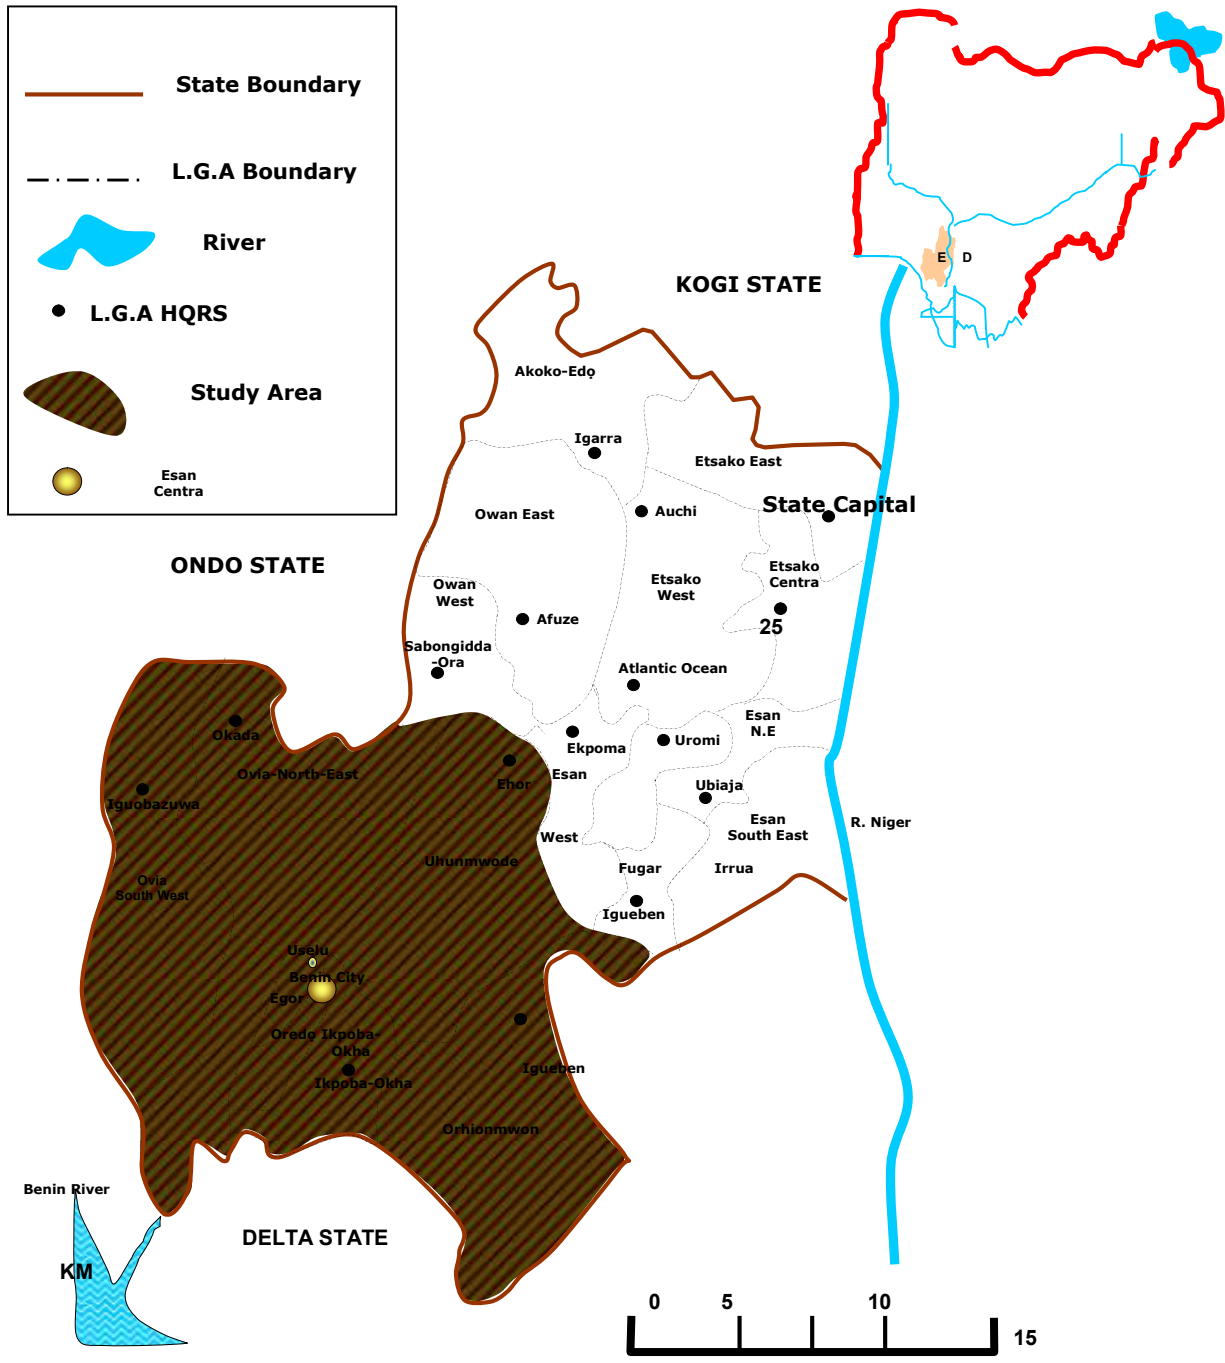 State Boundary
L.G.A Boundary
River
L.G.A HQRS
Study Area
Esan
Centra
E D
KOGI STATE
Akoko-Edọ
Igarra
Etsako East
State Capital
Owan East
Auchi
ONDO STATE
Etsako
Centra
Etsako
West
Owan
West
Afuze
25
Sabongidda
-Ora
Atlantic Ocean
Esan
N.E
Okada
Ekpoma
Uromi
Ovia-North-East
Ehor
Esan
Ubiaja
Iguobazuwa
Esan
South East
R. Niger
West
Uhunmwode
Fugar
Irrua
Ovia
South West
Igueben
Uselu
Benin City
Egor
Oredo Ikpoba-
Okha
Igueben
Ikpoba-Okha
Orhionmwon
Benin River
DELTA STATE
KM
0 5 10
15